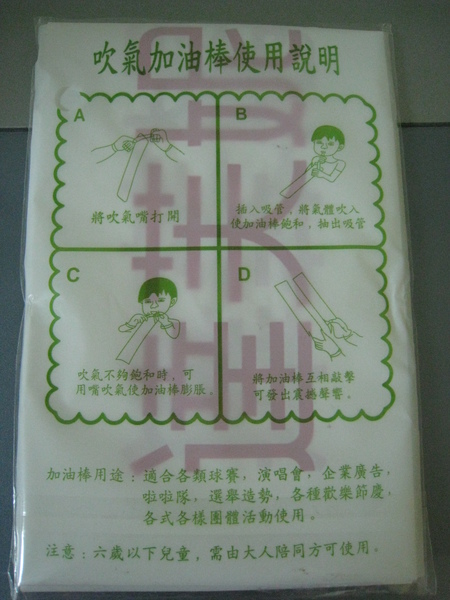 吹氣加油棒使用說明
A
將吹氣嘴打開
B
插入吸管，將氣體吹入
使加油棒飽和，抽出吸管
C
吹氣不夠飽和時，可
用嘴吹氣使加油棒膨脹。
D
將加油棒互相敲擊
可發出震撼聲響。
加油棒用途：適合各類球賽，演唱會，企業廣告，
啦啦隊，選舉造勢，各種歡樂節慶，
各式各樣團體活動使用。
注意：六歲以下兒童，需由大人陪同方可使用。